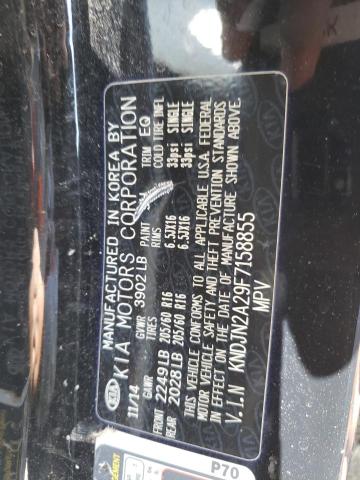 KIA
MANUFACTURED IN KOREA BY
KIA MOTORS CORPORATION
11/14 GVWR 3902 LB PAINT TRIM EQ
GAWR TIRES RIMS COLD TIRE INFL
FRONT 2249 LB 205/60 R16 6.5JX16 33psi SINGLE
REAR 2028 LB 205/60 R16 6.5JX16 33psi SINGLE
THIS VEHICLE CONFORMS TO ALL APPLICABLE U.S.A. FEDERAL
MOTOR VEHICLE SAFETY AND THEFT PREVENTION STANDARDS
IN EFFECT ON THE DATE OF MANUFACTURE SHOWN ABOVE.
V.I.N KNDJN2A29F7158855
MPV
P70